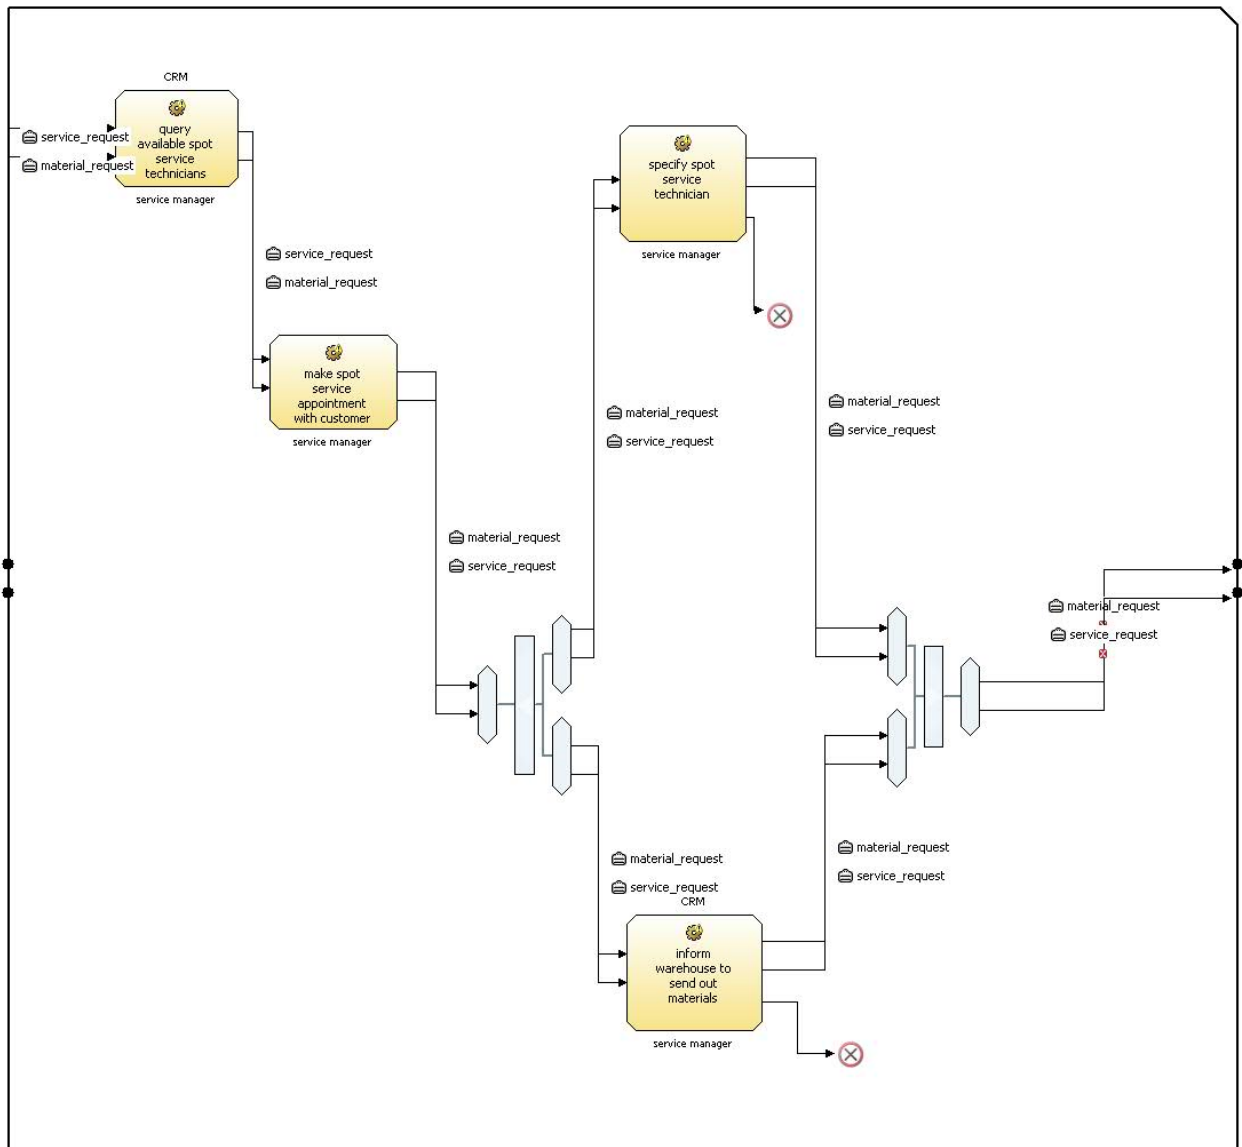 CRM
query
available spot
service
technicians
service manager
service_request
material_request
service_request
material_request
make spot
service
appointment
with customer
service manager
material_request
service_request
specify spot
service
technician
service manager
material_request
service_request
material_request
service_request
material_request
service_request
material_request
service_request
CRM
inform
warehouse to
send out
materials
service manager
material_request
service_request